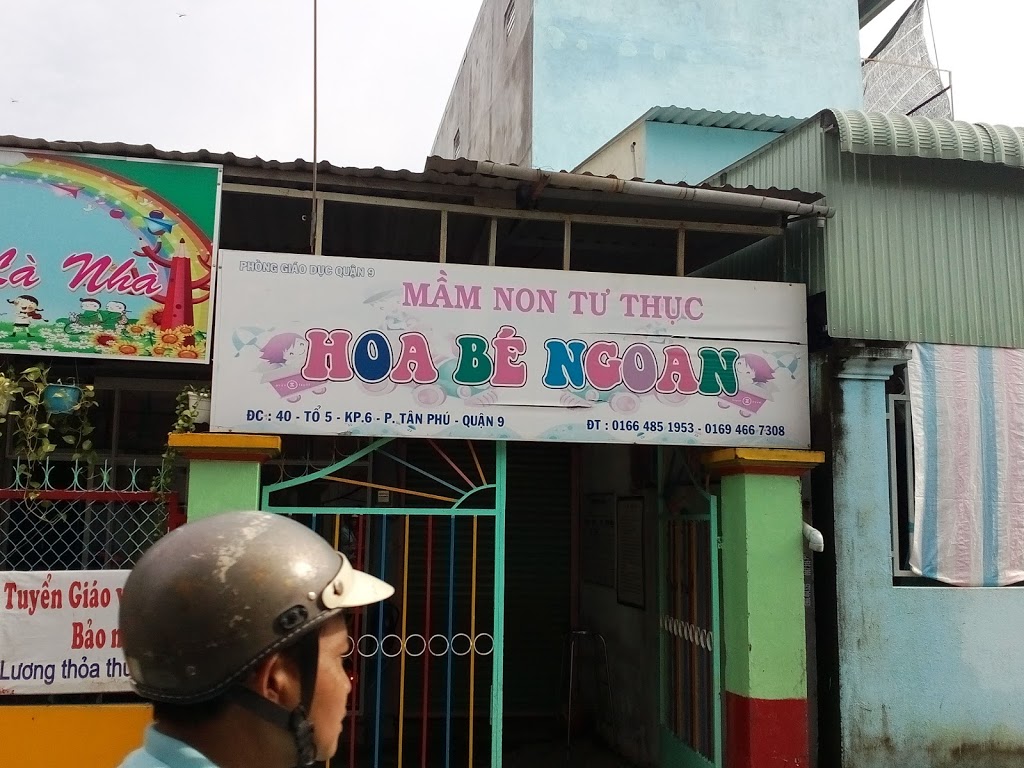 PHÒNG GIÁO DỤC QUẬN 9
MẦM NON TƯ THỤC
HOA BÉ NGOAN
ĐC : 40 - TỔ 5 - KP.6 - P. TÂN PHÚ - QUẬN 9
ĐT : 0166 485 1953 - 0169 466 7308
Là Nhà
Tuyển Giáo
Bảo
Lương thỏa